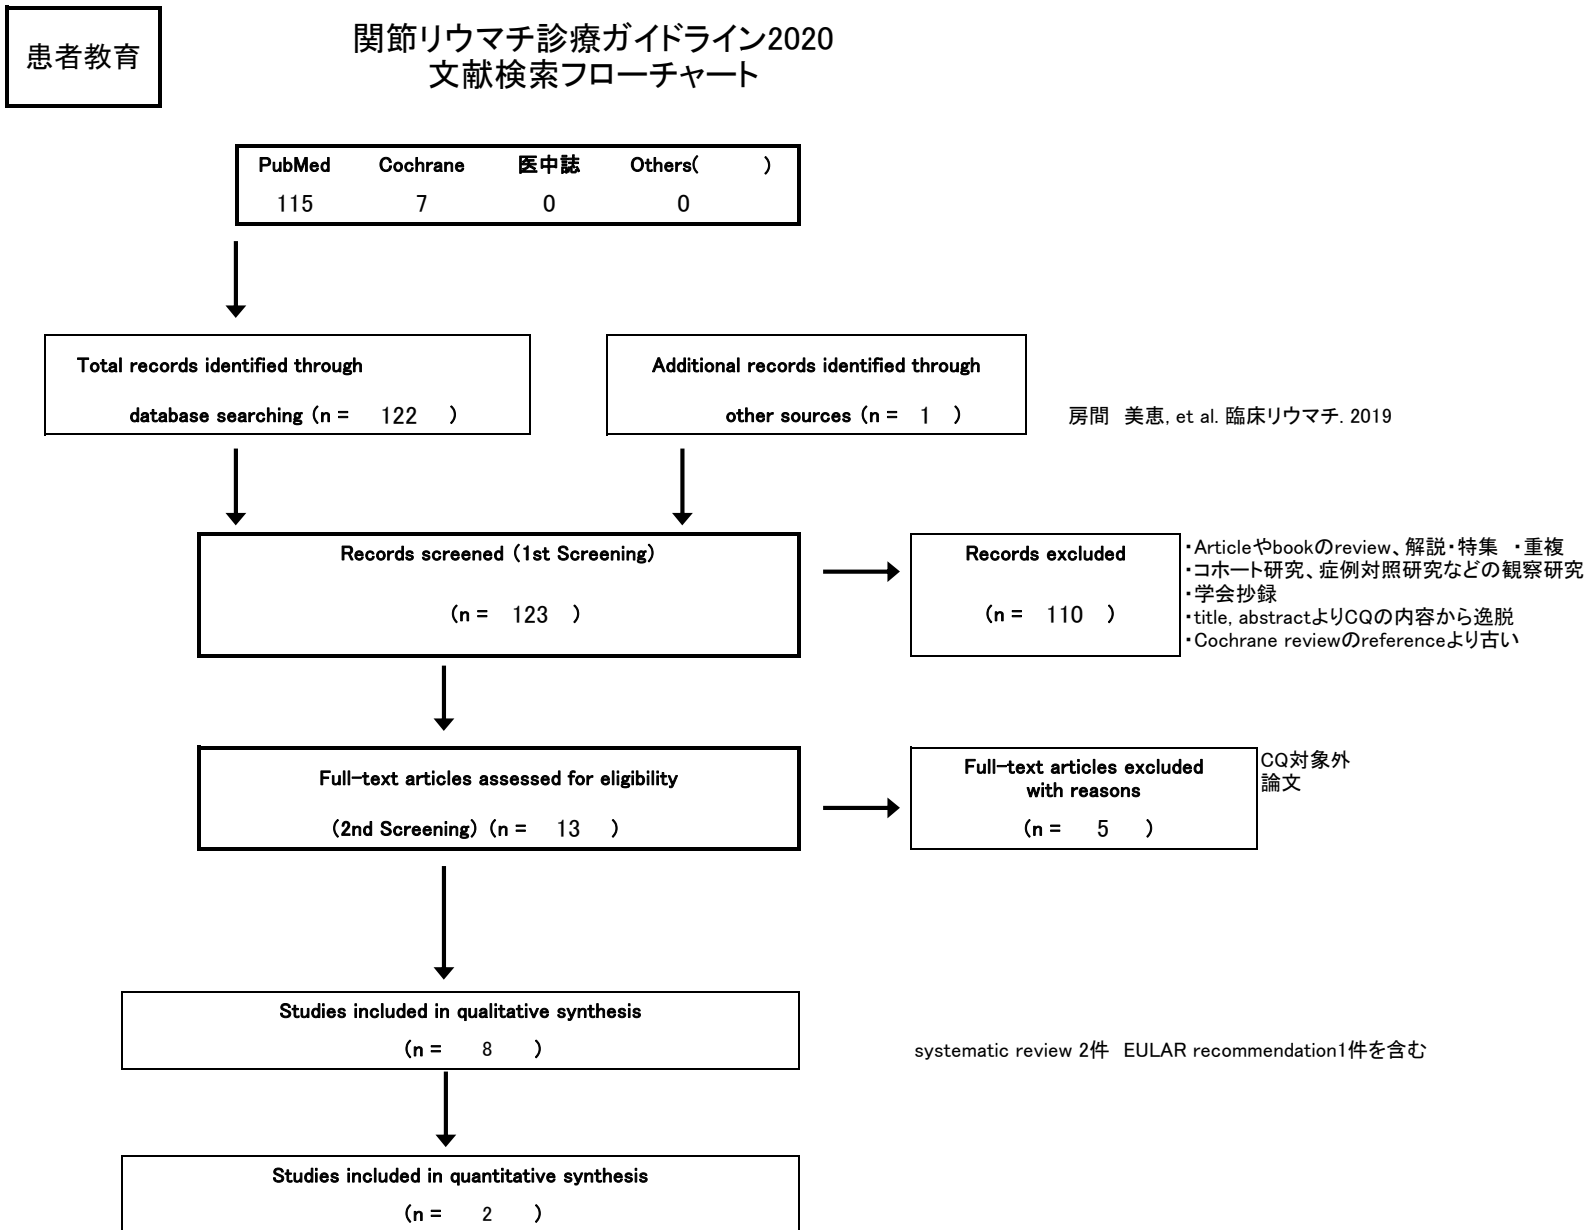 患者教育
関節リウマチ診療ガイドライン2020
文献検索フローチャート
PubMed Cochrane 医中誌 Others( )
115 7 0 0
Total records identified through
database searching (n = 122 )
Additional records identified through
other sources (n = 1 )
房間 美恵, et al. 臨床リウマチ. 2019
Records screened (1st Screening)
(n = 123 )
Records excluded
(n = 110 )
・Articleやbookのreview、解説・特集 ・重複
・コホート研究、症例対照研究などの観察研究
・学会抄録
・title, abstractよりCQの内容から逸脱
・Cochrane reviewのreferenceより古い
Full-text articles assessed for eligibility
(2nd Screening) (n = 13 )
Full-text articles excluded
with reasons
(n = 5 )
CQ対象外
論文
Studies included in qualitative synthesis
(n = 8 )
systematic review 2件 EULAR recommendation1件を含む
Studies included in quantitative synthesis
(n = 2 )